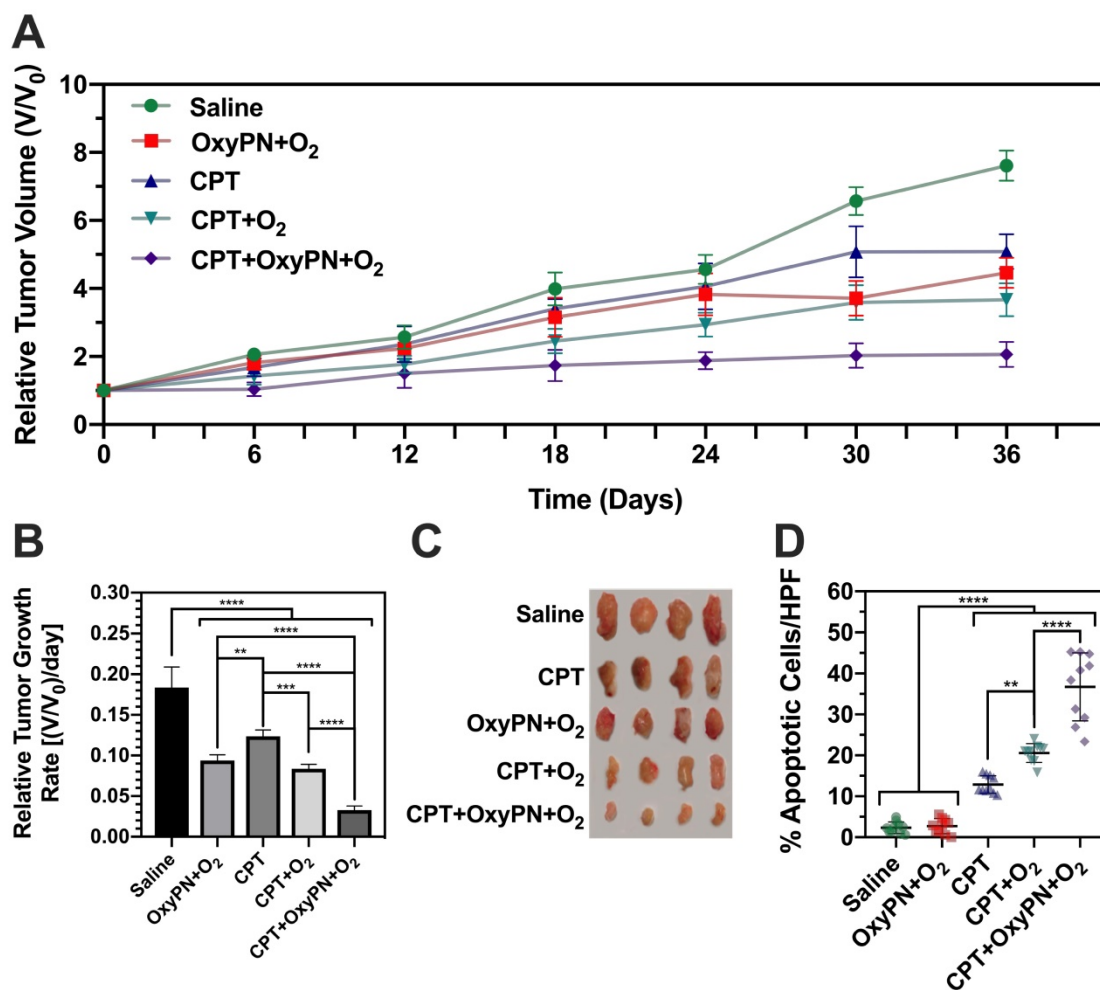 A
Relative Tumor Volume (V/V₀)
10
8
6
4
2
0
Saline
OxyPN+O₂
CPT
CPT+O₂
CPT+OxyPN+O₂
0 6 12 18 24 30 36
Time (Days)
B
Relative Tumor Growth
Rate [(V/V₀)/day]
0.30
0.25
0.20
0.15
0.10
0.05
0.00
****
****
** ****
***
****
Saline
OxyPN+O₂
CPT
CPT+O₂
CPT+OxyPN+O₂
C
Saline
CPT
OxyPN+O₂
CPT+O₂
CPT+OxyPN+O₂
D
% Apoptotic Cells/HPF
60
50
40
30
20
10
0
****
****
**
Saline
OxyPN+O₂
CPT
CPT+O₂
CPT+OxyPN+O₂